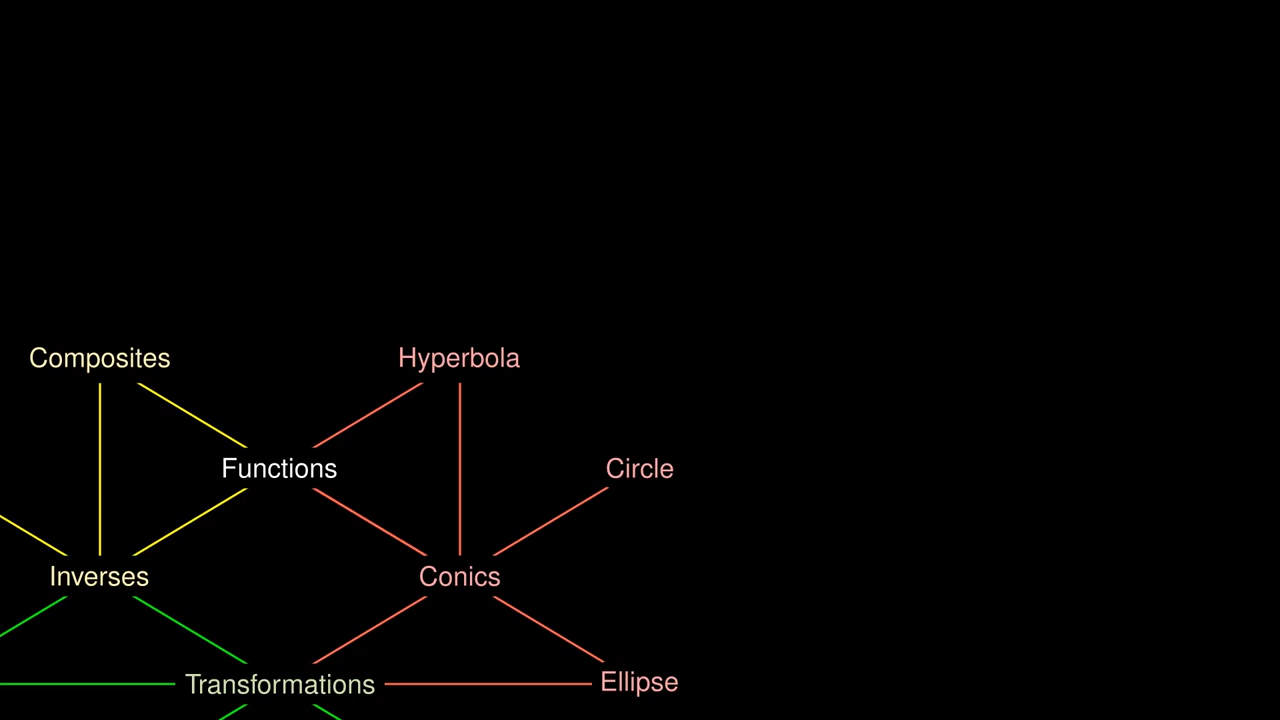 Composites
Hyperbola
Functions
Circle
Inverses
Conics
Transformations
Ellipse